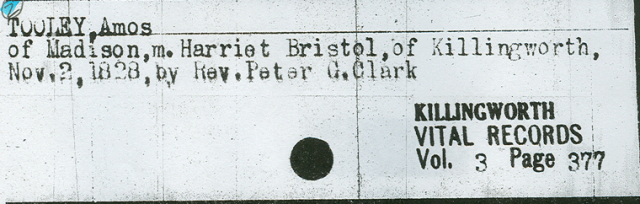 TOOLEY, Amos
of Madison, m. Harriet Bristol, of Killingworth,
Nov. 2, 1828, by Rev. Peter G. Clark
KILLINGWORTH
VITAL RECORDS
Vol. 3 Page 377